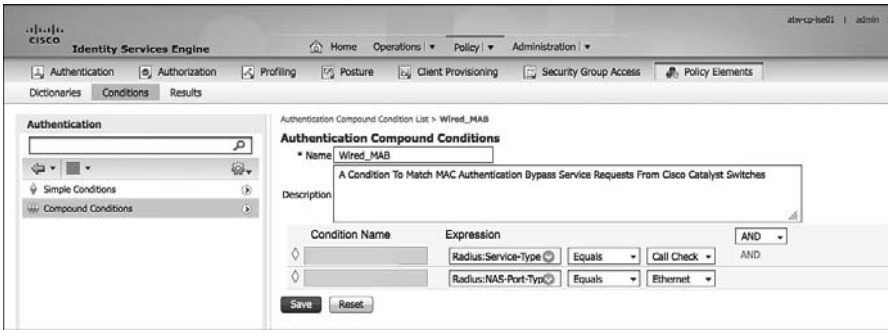 atw-cp-ise01 | admin
CISCO Identity Services Engine
Home Operations Policy Administration
Authentication Authorization Profiling Posture Client Provisioning Security Group Access Policy Elements
Dictionaries Conditions Results
Authentication
Simple Conditions
Compound Conditions
Authentication Compound Condition List > Wired_MAB
Authentication Compound Conditions
* Name Wired_MAB
Description A Condition To Match MAC Authentication Bypass Service Requests From Cisco Catalyst Switches
Condition Name Expression AND
Radius:Service-Type Equals Call Check AND
Radius:NAS-Port-Typ Equals Ethernet
Save Reset